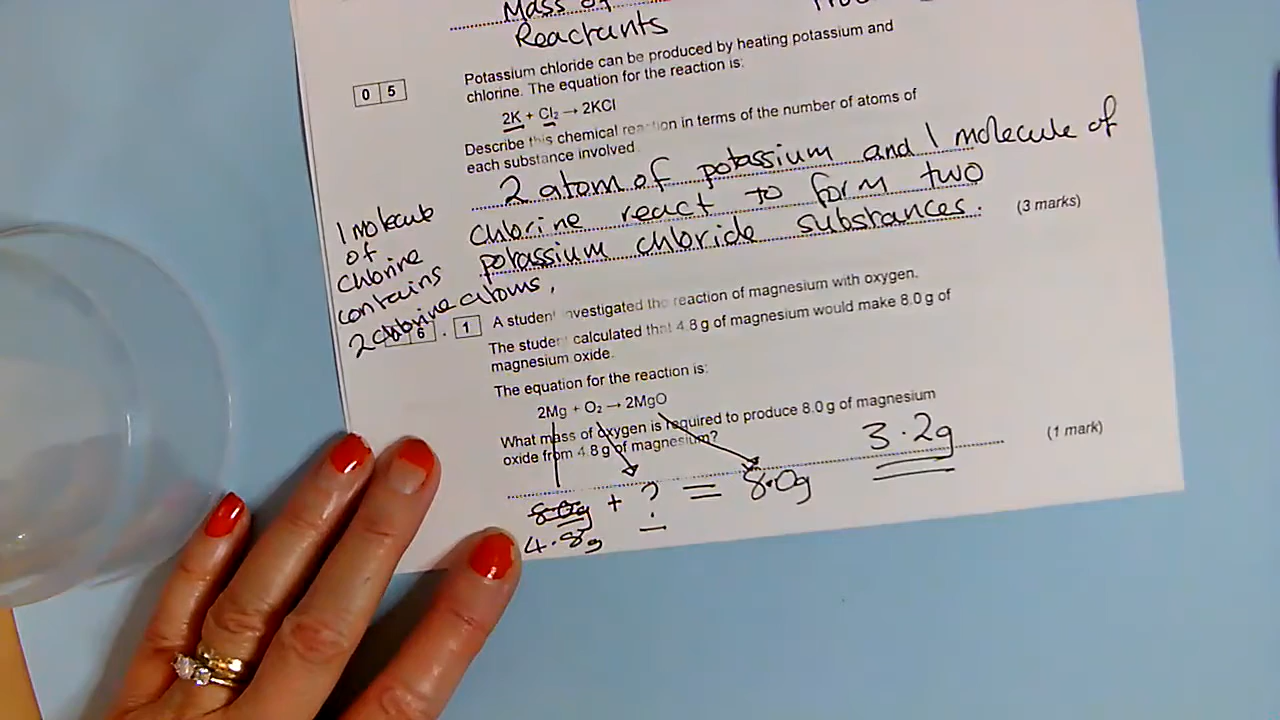 Mass of
Reactants
0 5
Potassium chloride can be produced by heating potassium and
chlorine. The equation for the reaction is:
2K + Cl2 → 2KCl
Describe this chemical reaction in terms of the number of atoms of
each substance involved
2 atom of potassium and 1 molecule of
chlorine react to form two
potassium chloride substances.
(3 marks)
1 molecule
of
chlorine
contains
2 chlorine atoms.
6 . 1
A student investigated the reaction of magnesium with oxygen.
The student calculated that 4.8 g of magnesium would make 8.0 g of
magnesium oxide.
The equation for the reaction is:
2Mg + O2 → 2MgO
What mass of oxygen is required to produce 8.0 g of magnesium
oxide from 4.8 g of magnesium?
3.2g
(1 mark)
8.0g + ? = 8.0g
4.8g